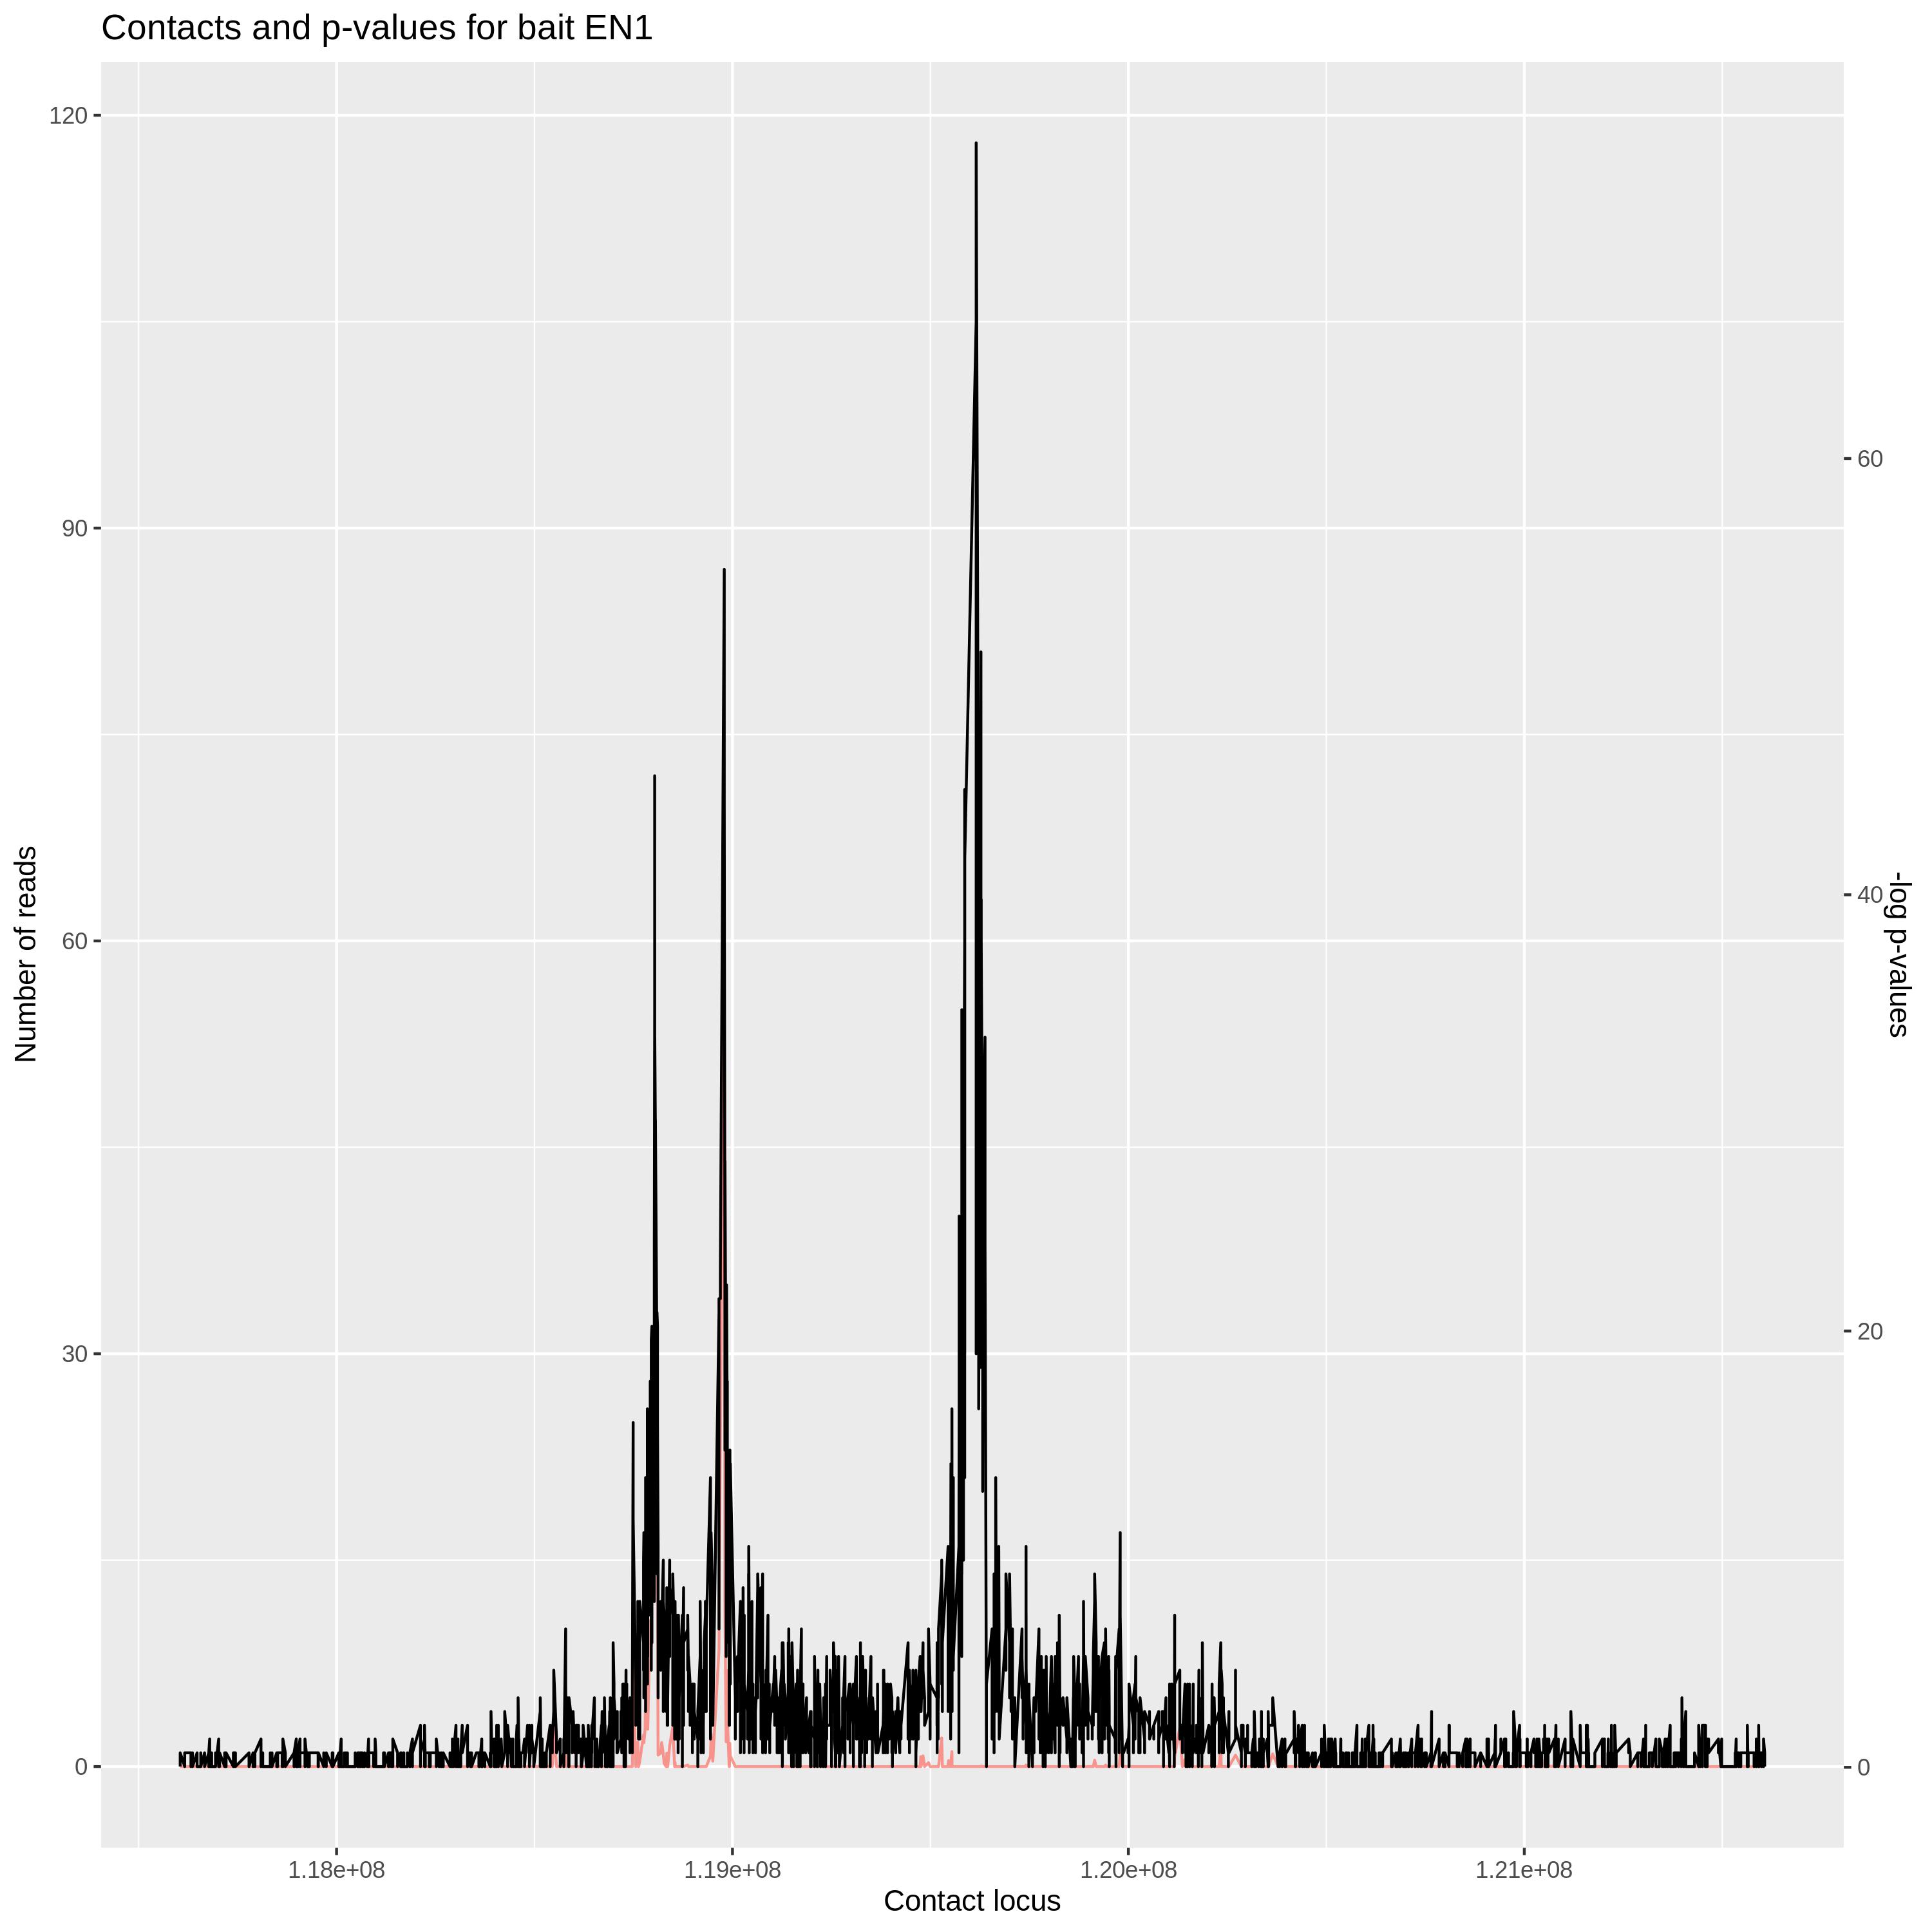 Contacts and p-values for bait EN1
120
90
60
30
0
Number of reads
60
40
20
0
-log p-values
1.18e+08
1.19e+08
1.20e+08
1.21e+08
Contact locus